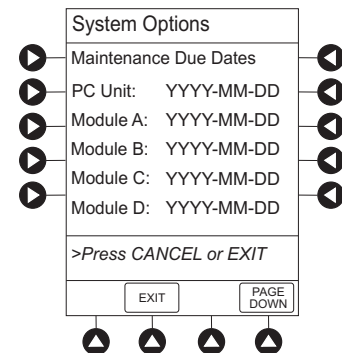 System Options
Maintenance Due Dates
PC Unit: YYYY-MM-DD
Module A: YYYY-MM-DD
Module B: YYYY-MM-DD
Module C: YYYY-MM-DD
Module D: YYYY-MM-DD
>Press CANCEL or EXIT
EXIT
PAGE
DOWN